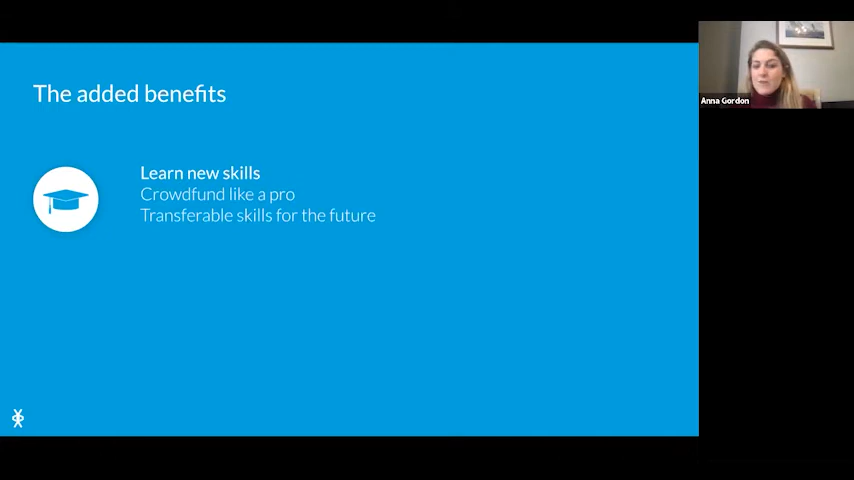 The added benefits
Learn new skills
Crowdfund like a pro
Transferable skills for the future
Anna Gordon